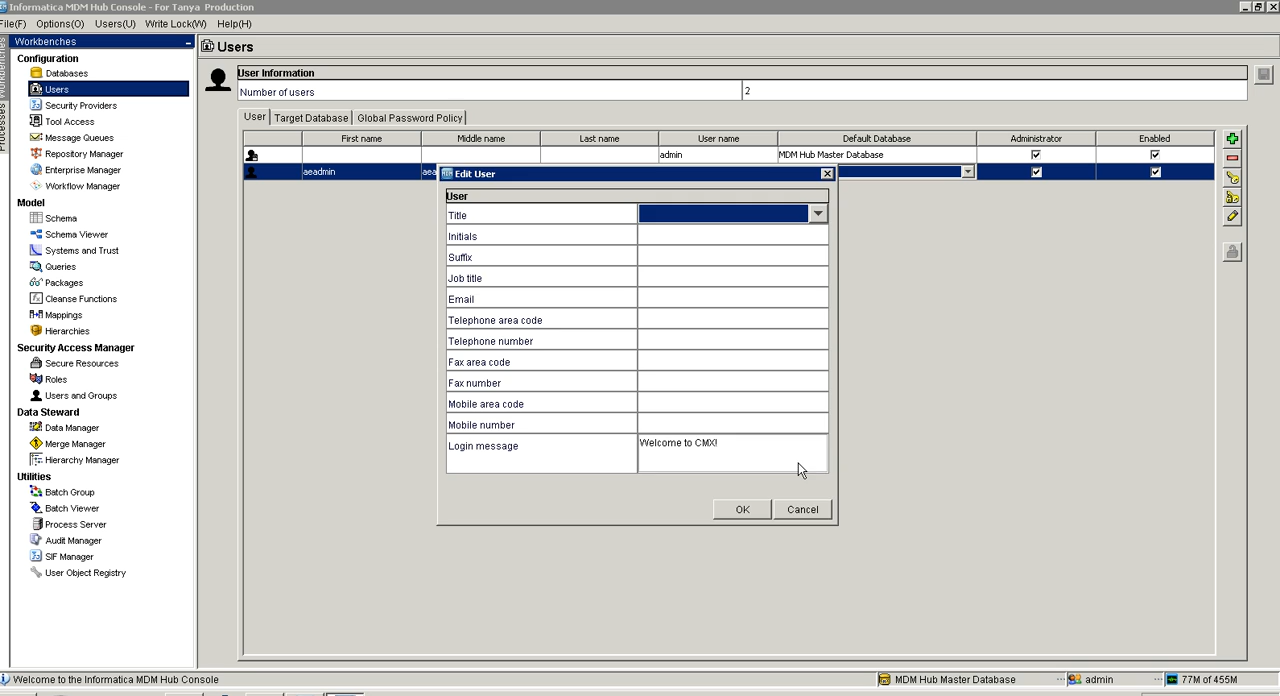 Informatica MDM Hub Console - For Tanya Production
File(F) Options(O) Users(U) Write Lock(W) Help(H)
Workbenches
Processes
Workbenches
Configuration
Databases
Users
Security Providers
Tool Access
Message Queues
Repository Manager
Enterprise Manager
Workflow Manager
Model
Schema
Schema Viewer
Systems and Trust
Queries
Packages
Cleanse Functions
Mappings
Hierarchies
Security Access Manager
Secure Resources
Roles
Users and Groups
Data Steward
Data Manager
Merge Manager
Hierarchy Manager
Utilities
Batch Group
Batch Viewer
Process Server
Audit Manager
SIF Manager
User Object Registry
Users
User Information
Number of users 2
User Target Database Global Password Policy
First name Middle name Last name User name Default Database Administrator Enabled
admin MDM Hub Master Database
aeadmin aea
Edit User
User
Title
Initials
Suffix
Job title
Email
Telephone area code
Telephone number
Fax area code
Fax number
Mobile area code
Mobile number
Login message Welcome to CMX!
OK Cancel
Welcome to the Informatica MDM Hub Console MDM Hub Master Database ... admin ... 77M of 455M